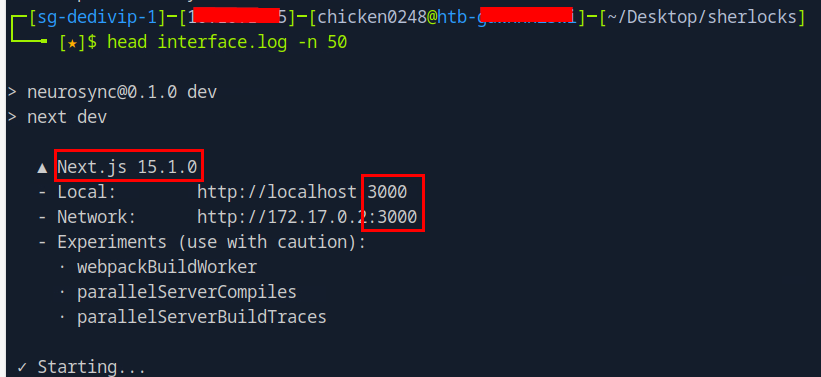 [sg-dedivip-1]─[1 5]─[chicken0248@htb- ]─[~/Desktop/sherlocks]
[★]$ head interface.log -n 50
> neurosync@0.1.0 dev
> next dev
▲ Next.js 15.1.0
- Local: http://localhost:3000
- Network: http://172.17.0.2:3000
- Experiments (use with caution):
· webpackBuildWorker
· parallelServerCompiles
· parallelServerBuildTraces
✓ Starting...